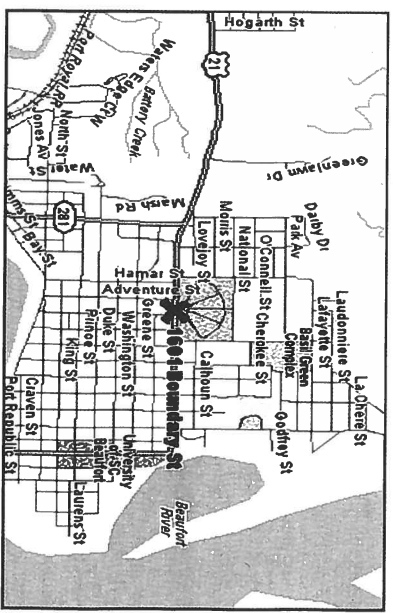 Hogarth St
21
Waters Edge Cr W
Port Royal RR
Battery Creek
North St
Jones Av
Water St
Greenlawn Dr
Marsh Rd
281
Bay St
Hamar St
Adventure St
Lovejoy St
Morris St
National St
O'Connell St
Park Av
Darby Dr
Cherokee St
Basil Green
Complex
Lafayette St
Laudonniere St
La Chere St
1601 Boundary St
Greene St
Washington St
Duke St
Prince St
King St
Calhoun St
Godfrey St
Craven St
Port Republic St
University
of SC
Beaufort
Laurens St
Beaufort
River